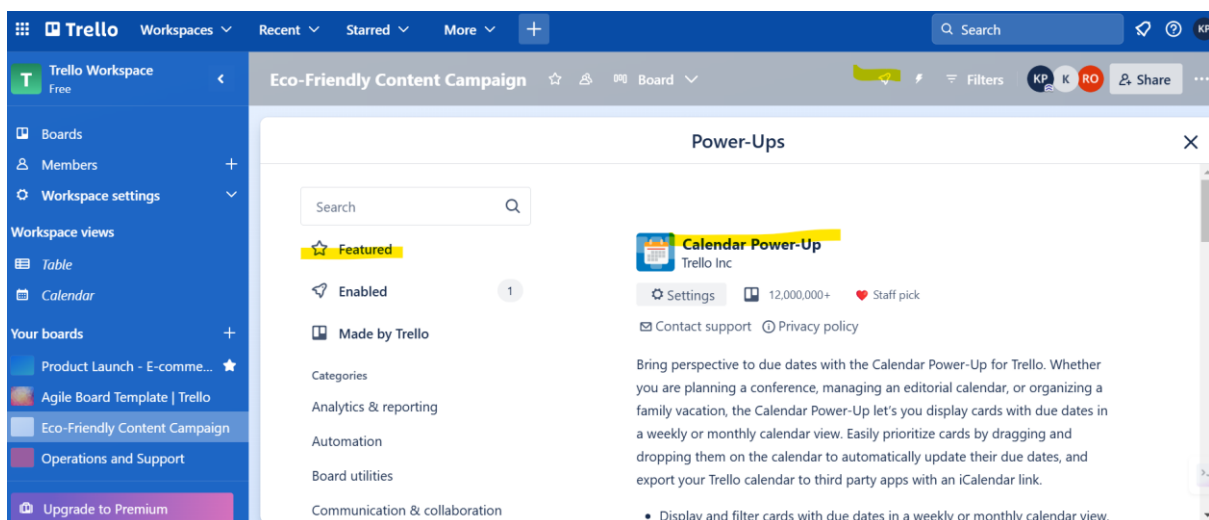 Trello
Workspaces
Recent
Starred
More
Search
KP
T
Trello Workspace
Free
Eco-Friendly Content Campaign
Board
Filters
KP
K
RO
Share
Boards
Members
Workspace settings
Workspace views
Table
Calendar
Your boards
Product Launch - E-comme...
Agile Board Template | Trello
Eco-Friendly Content Campaign
Operations and Support
Upgrade to Premium
Power-Ups
Search
Featured
Enabled
1
Made by Trello
Categories
Analytics & reporting
Automation
Board utilities
Communication & collaboration
Calendar Power-Up
Trello Inc
Settings
12,000,000+
Staff pick
Contact support
Privacy policy
Bring perspective to due dates with the Calendar Power-Up for Trello. Whether
you are planning a conference, managing an editorial calendar, or organizing a
family vacation, the Calendar Power-Up let's you display cards with due dates in
a weekly or monthly calendar view. Easily prioritize cards by dragging and
dropping them on the calendar to automatically update their due dates, and
export your Trello calendar to third party apps with an iCalendar link.
• Display and filter cards with due dates in a weekly or monthly calendar view.